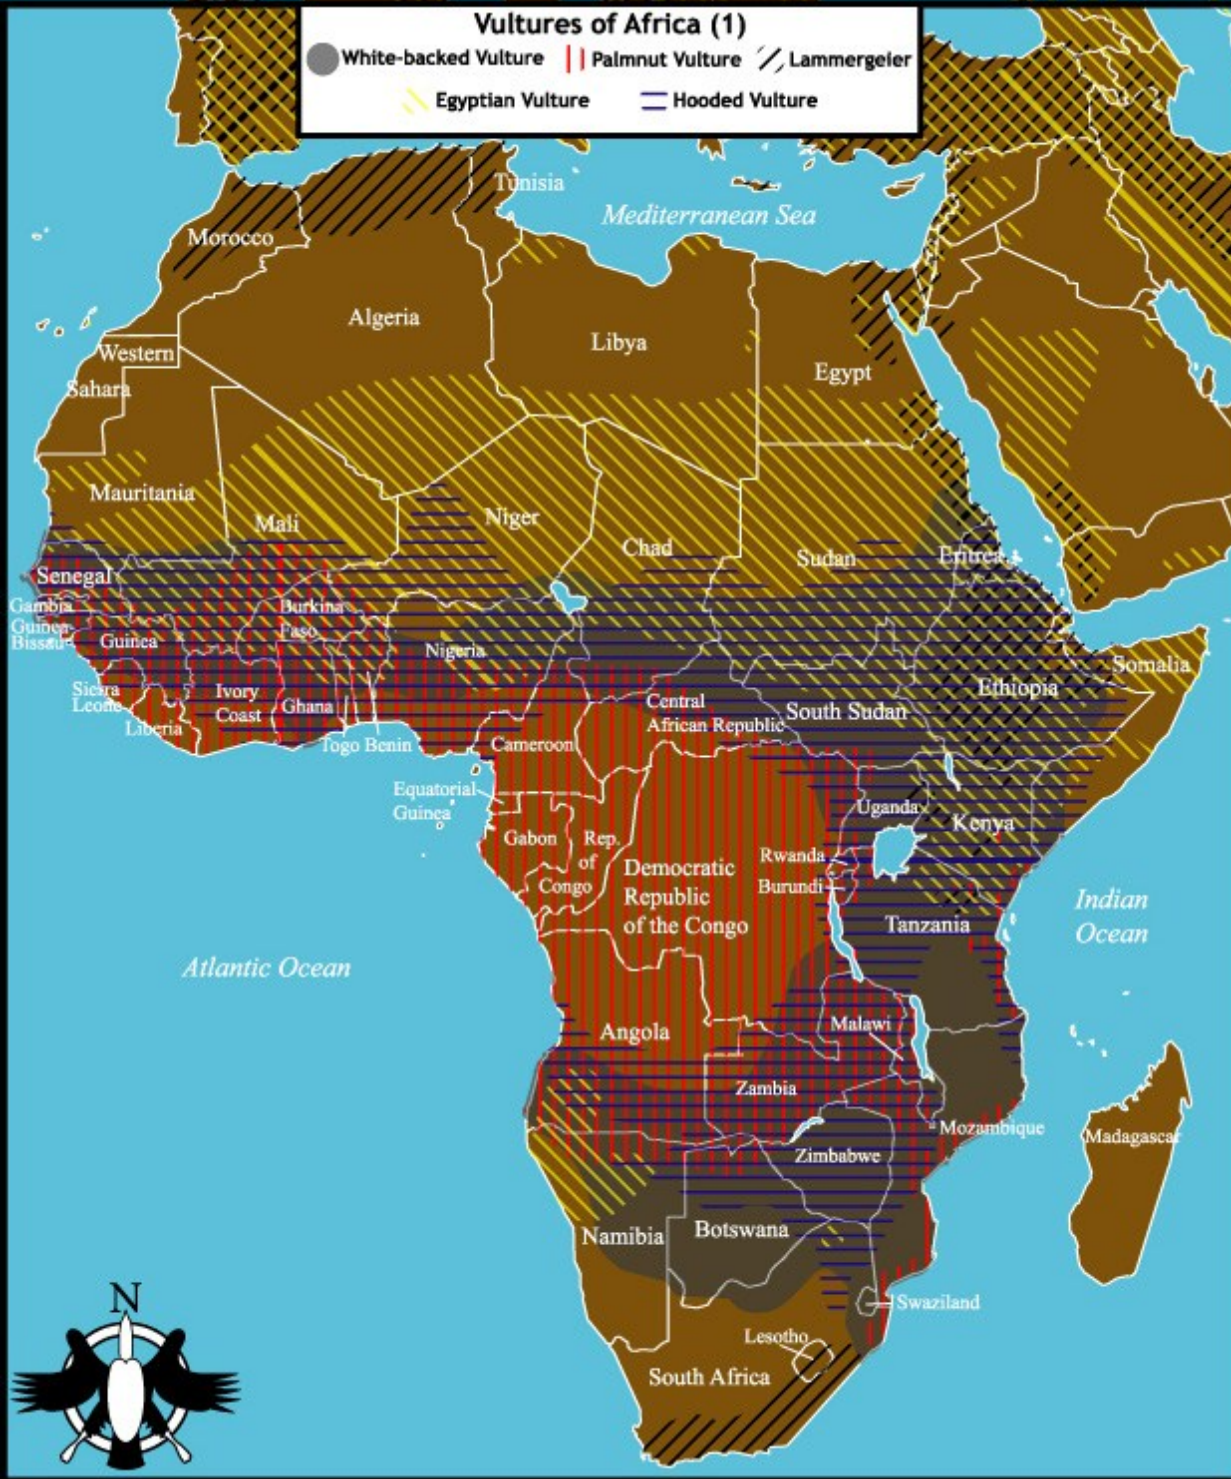 Vultures of Africa (1)
White-backed Vulture Palmnut Vulture Lammergeier
Egyptian Vulture Hooded Vulture
Tunisia
Mediterranean Sea
Morocco
Algeria
Libya
Egypt
Western
Sahara
Mauritania
Mali
Niger
Chad
Sudan
Eritrea
Senegal
Gambia
Guinea-
Bissau
Guinea
Burkina
Faso
Nigeria
Sierra
Leone
Liberia
Ivory
Coast
Ghana
Togo Benin
Cameroon
Central
African Republic
South Sudan
Ethiopia
Somalia
Equatorial
Guinea
Gabon
Rep.
of
Congo
Democratic
Republic
of the Congo
Uganda
Kenya
Rwanda
Burundi
Tanzania
Indian
Ocean
Atlantic Ocean
Angola
Malawi
Zambia
Mozambique
Madagascar
Zimbabwe
Namibia
Botswana
Swaziland
Lesotho
South Africa
N